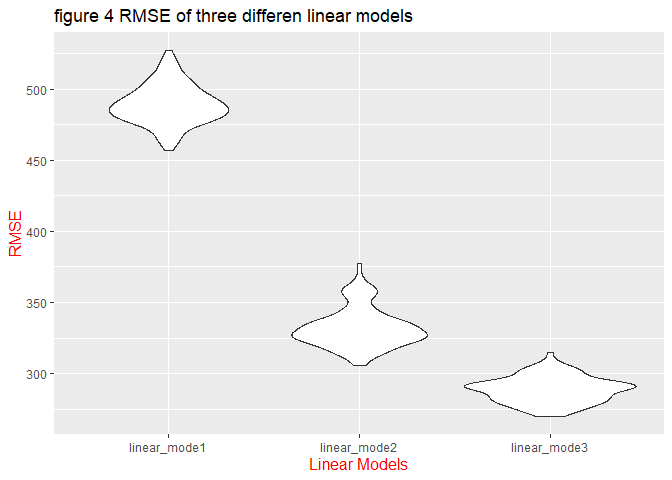 figure 4 RMSE of three differen linear models
500
450
400
350
300
RMSE
linear_mode1 linear_mode2 linear_mode3
Linear Models